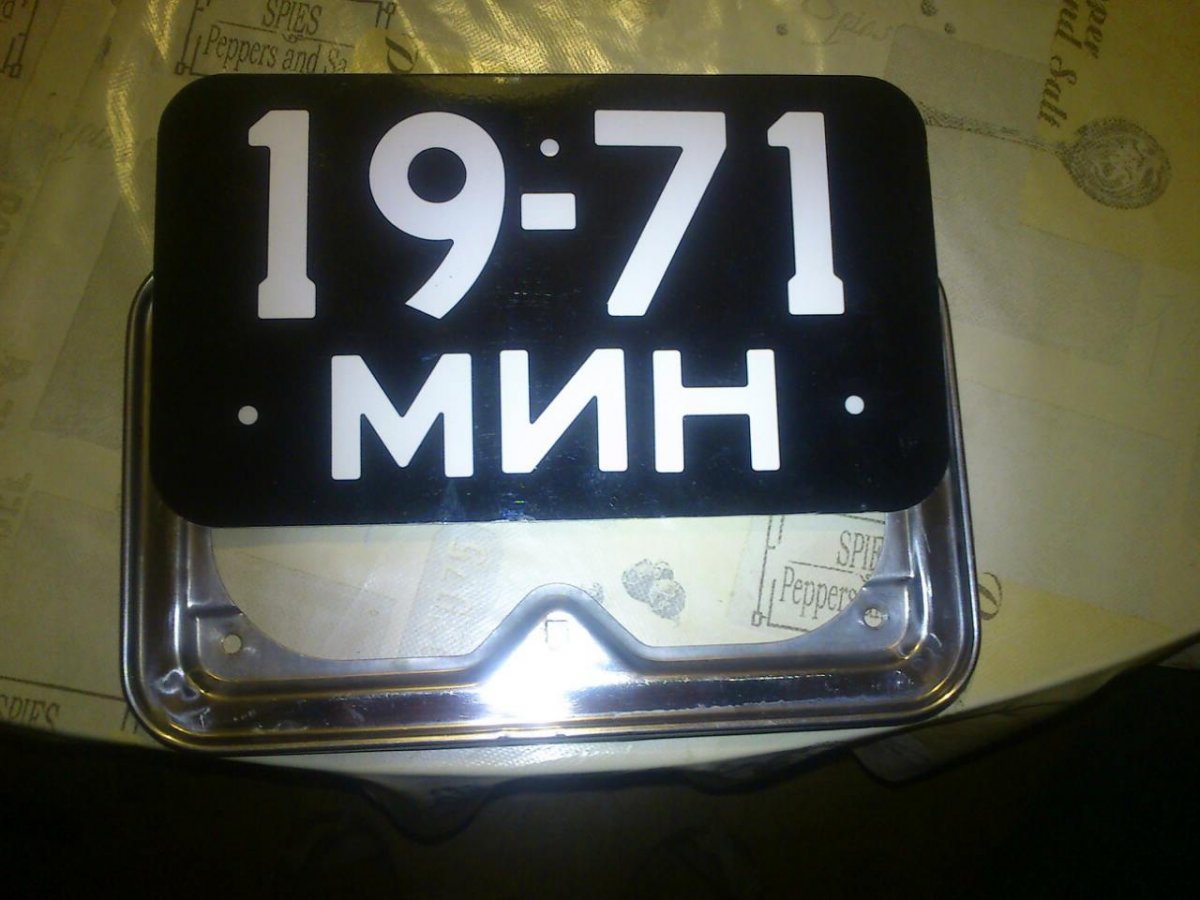 SPIES
Peppers and Sa
19-71
МИН
SPIE
Peppers
SPIES